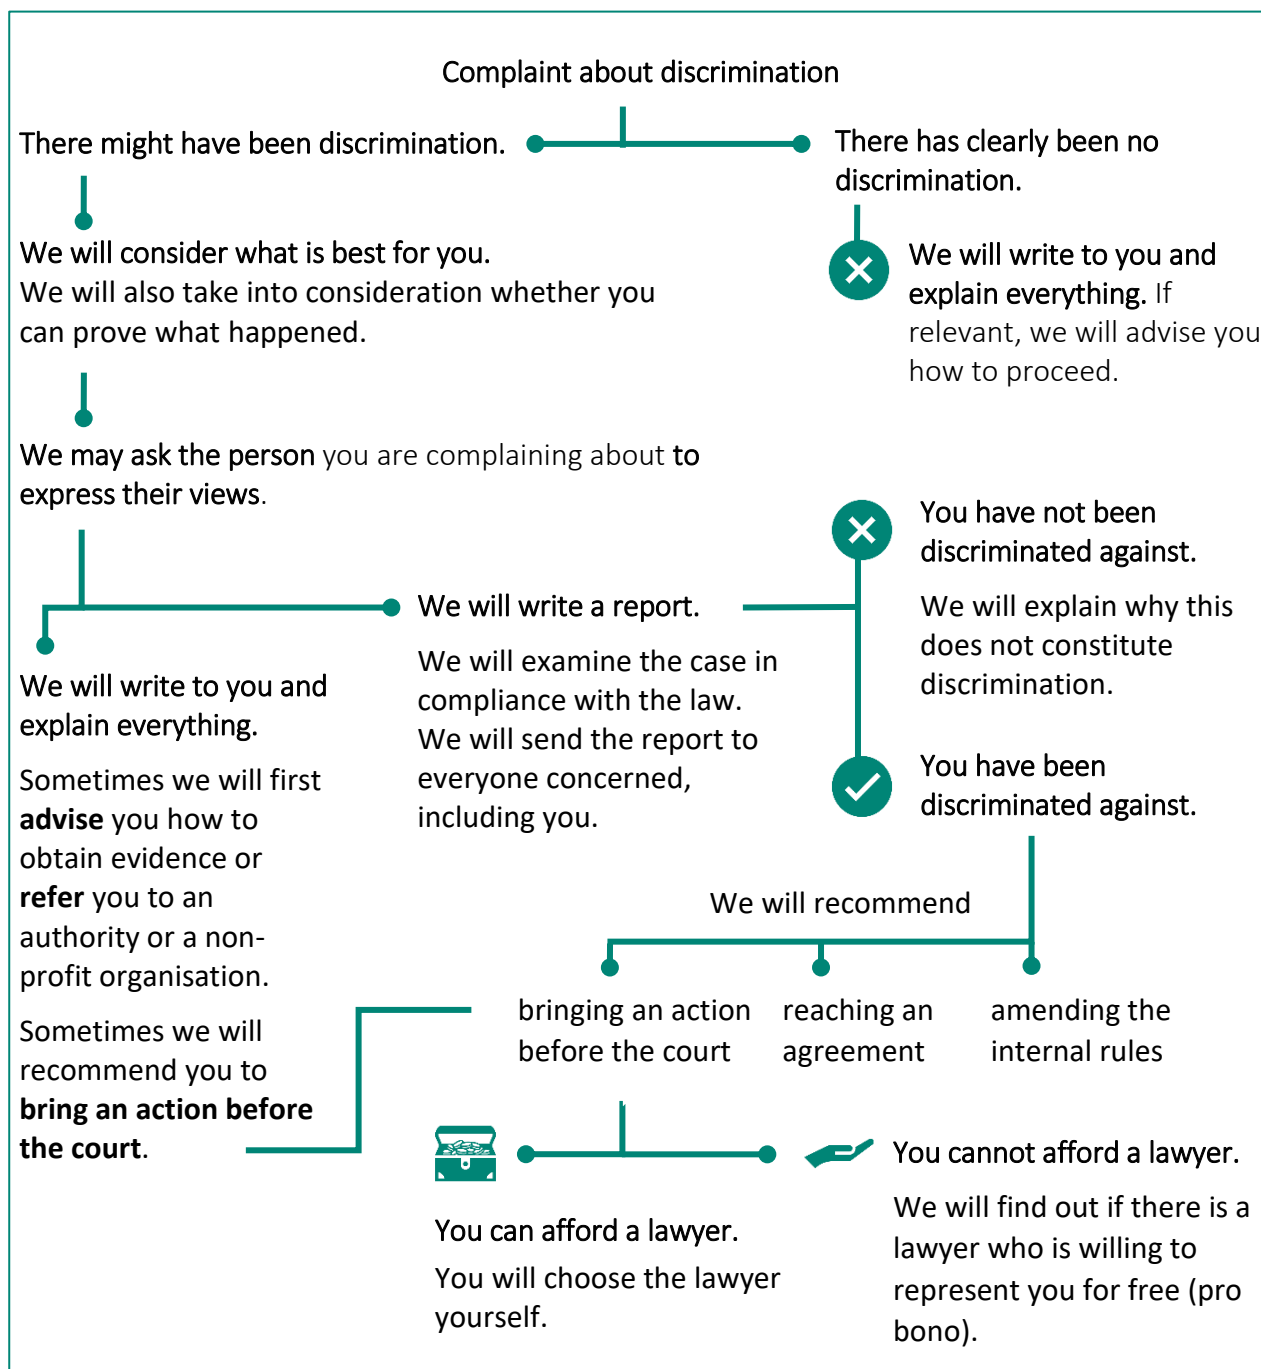 Complaint about discrimination
There might have been discrimination.
There has clearly been no
discrimination.
We will consider what is best for you.
We will also take into consideration whether you
can prove what happened.
We will write to you and
explain everything. If
relevant, we will advise you
how to proceed.
We may ask the person you are complaining about to
express their views.
We will write to you and
explain everything.
Sometimes we will first
advise you how to
obtain evidence or
refer you to an
authority or a non-
profit organisation.
Sometimes we will
recommend you to
bring an action before
the court.
We will write a report.
We will examine the case in
compliance with the law.
We will send the report to
everyone concerned,
including you.
You have not been
discriminated against.
We will explain why this
does not constitute
discrimination.
You have been
discriminated against.
We will recommend
bringing an action
before the court
reaching an
agreement
amending the
internal rules
You can afford a lawyer.
You will choose the lawyer
yourself.
You cannot afford a lawyer.
We will find out if there is a
lawyer who is willing to
represent you for free (pro
bono).